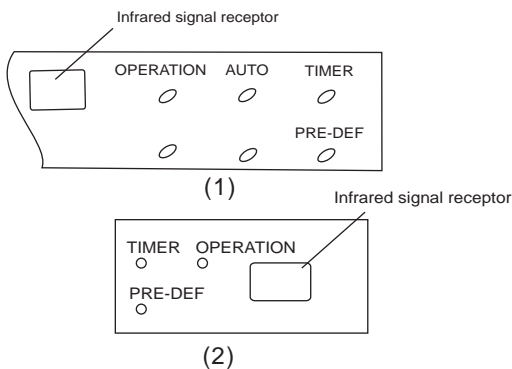 Infrared signal receptor
OPERATION AUTO TIMER
PRE-DEF
(1)
Infrared signal receptor
TIMER OPERATION
PRE-DEF
(2)